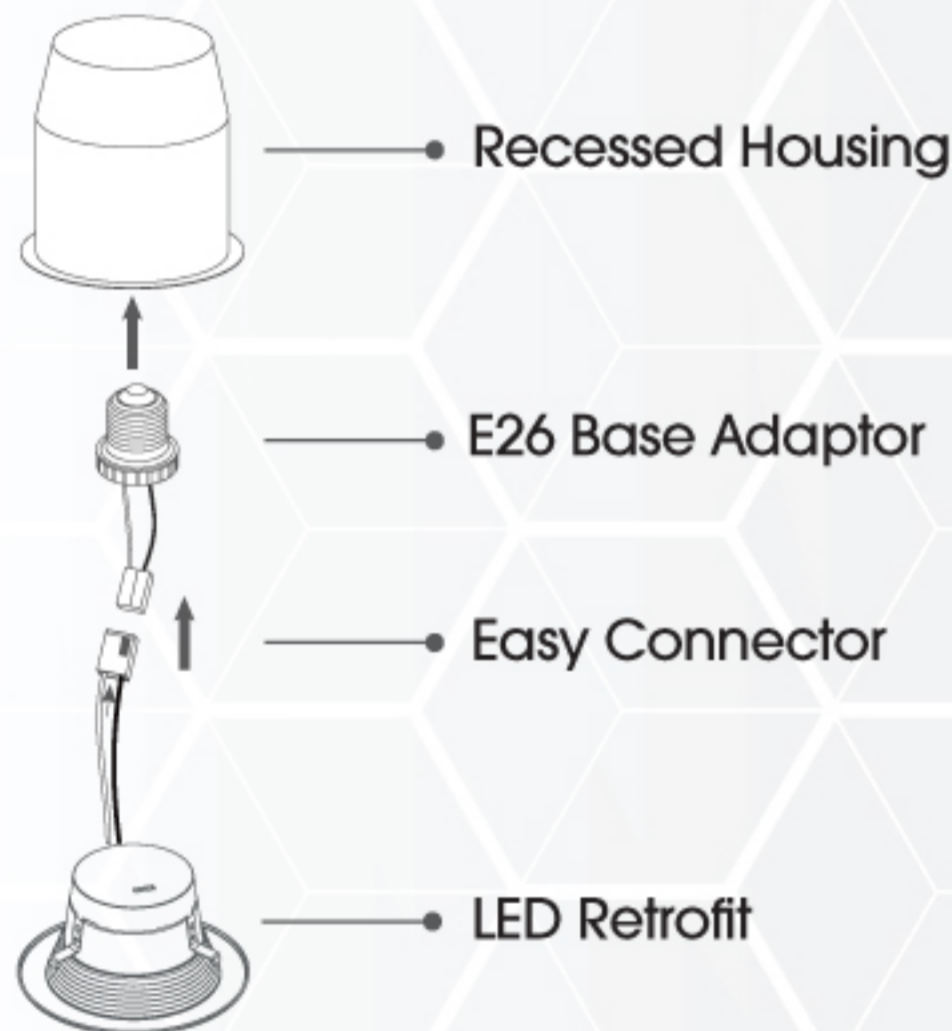 Recessed Housing
E26 Base Adaptor
Easy Connector
LED Retrofit